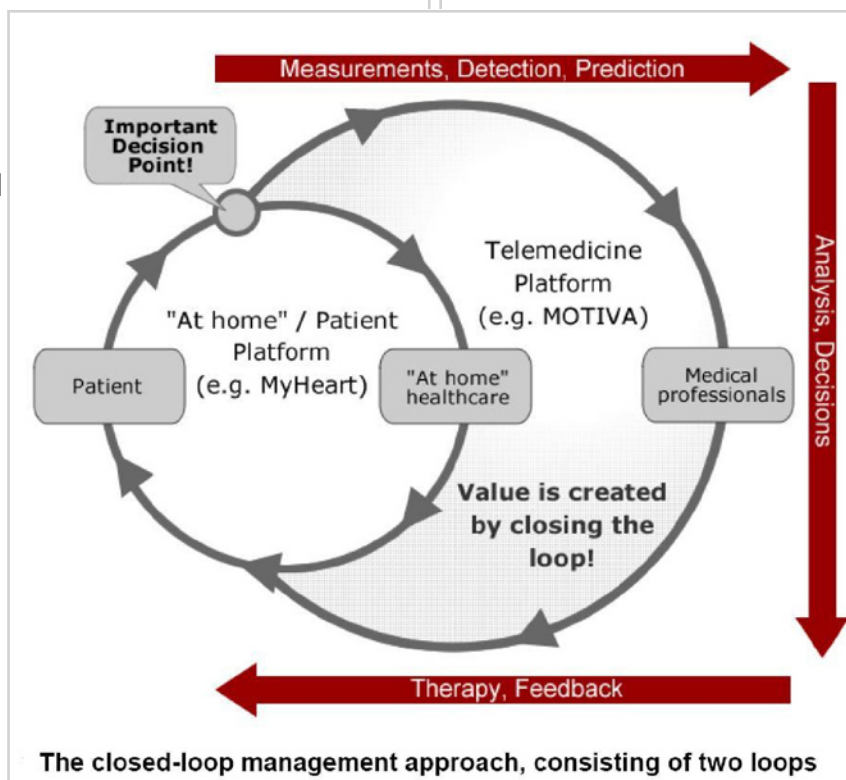 Measurements, Detection, Prediction
Important
Decision
Point!
Telemedicine
Platform
(e.g. MOTIVA)
"At home" / Patient
Platform
(e.g. MyHeart)
Patient
"At home"
healthcare
Medical
professionals
Analysis, Decisions
Value is created
by closing the
loop!
Therapy, Feedback
The closed-loop management approach, consisting of two loops